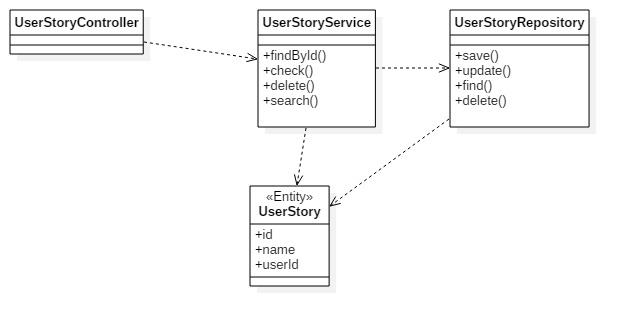 UserStoryController
UserStoryService
+findById()
+check()
+delete()
+search()
UserStoryRepository
+save()
+update()
+find()
+delete()
«Entity»
UserStory
+id
+name
+userId